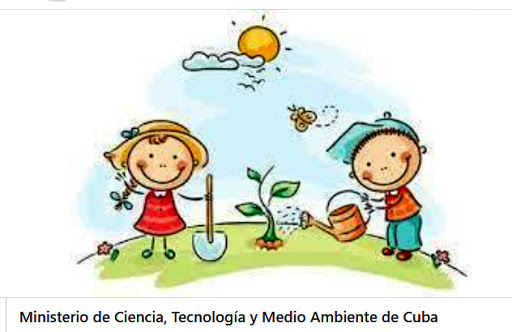 Ministerio de Ciencia, Tecnología y Medio Ambiente de Cuba